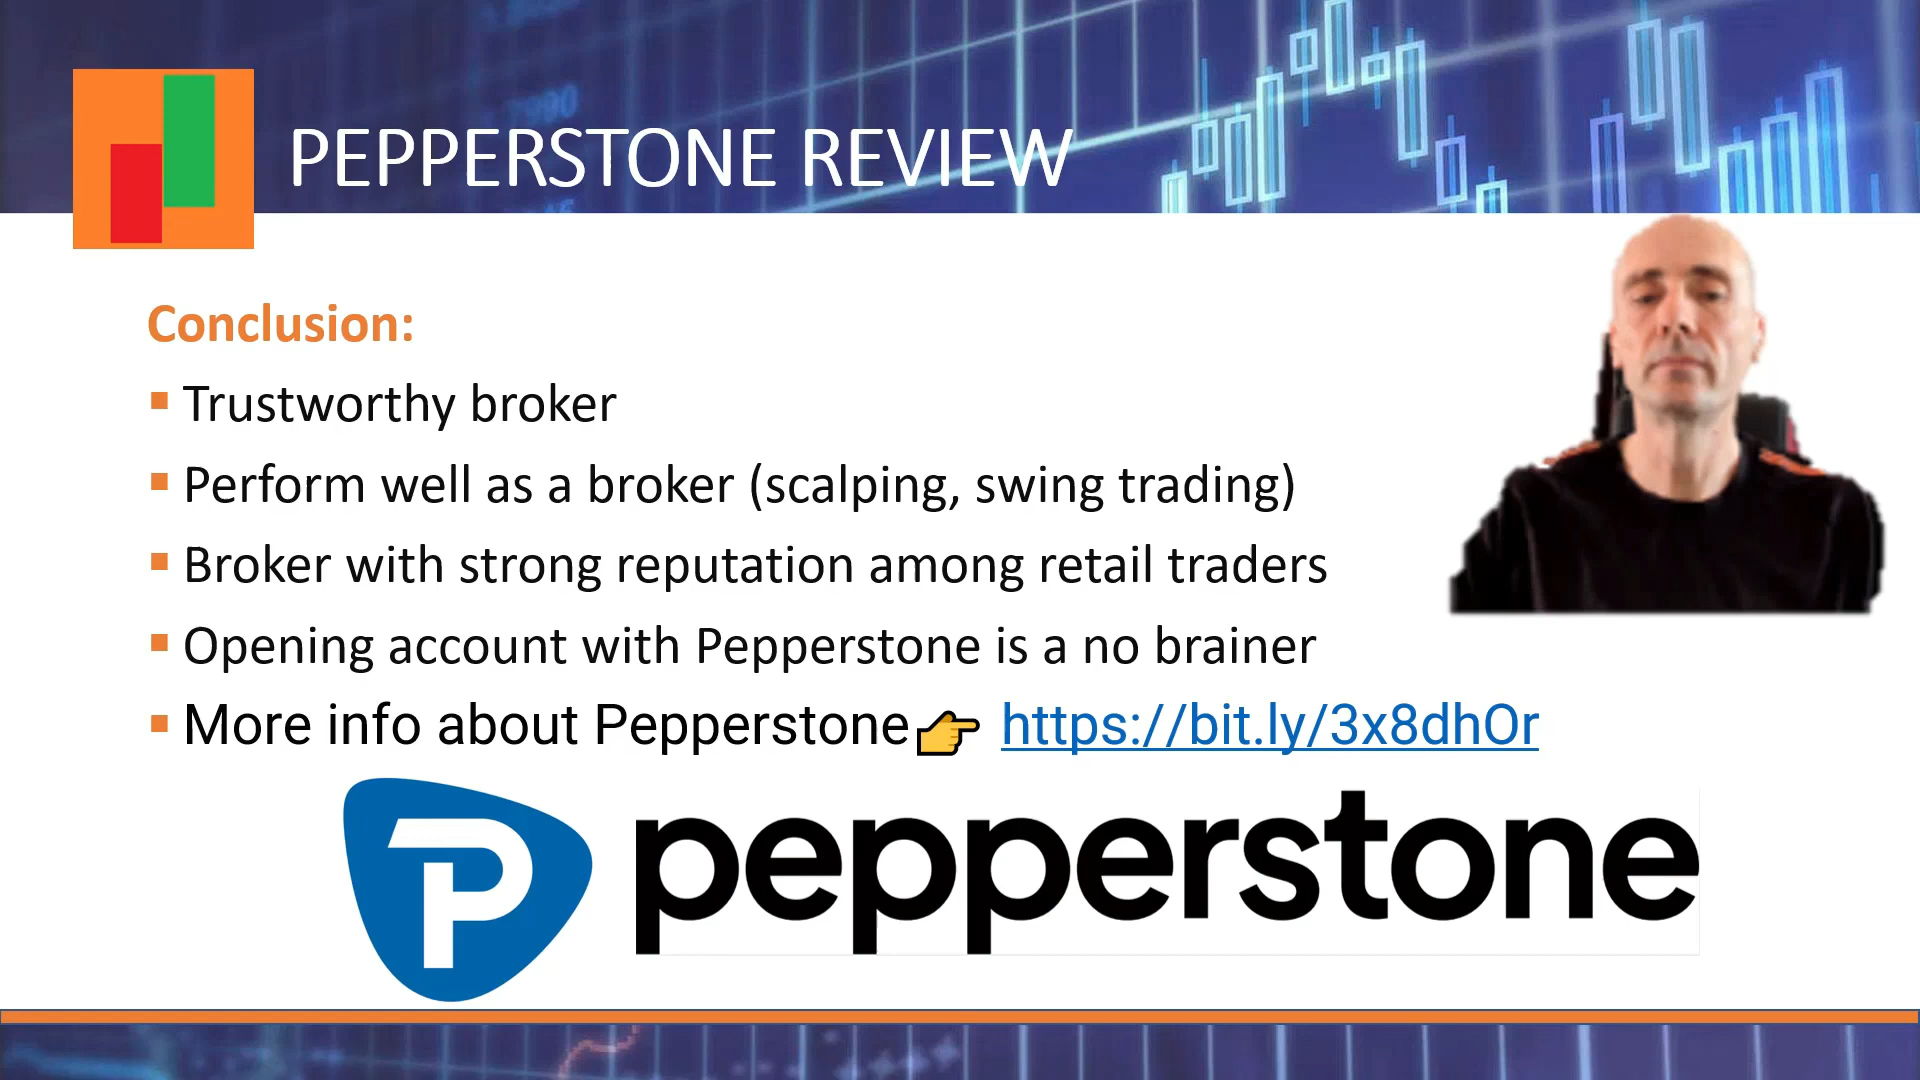 PEPPERSTONE REVIEW
Conclusion:
Trustworthy broker
Perform well as a broker (scalping, swing trading)
Broker with strong reputation among retail traders
Opening account with Pepperstone is a no brainer
More info about Pepperstone👉 https://bit.ly/3x8dhOr
P pepperstone